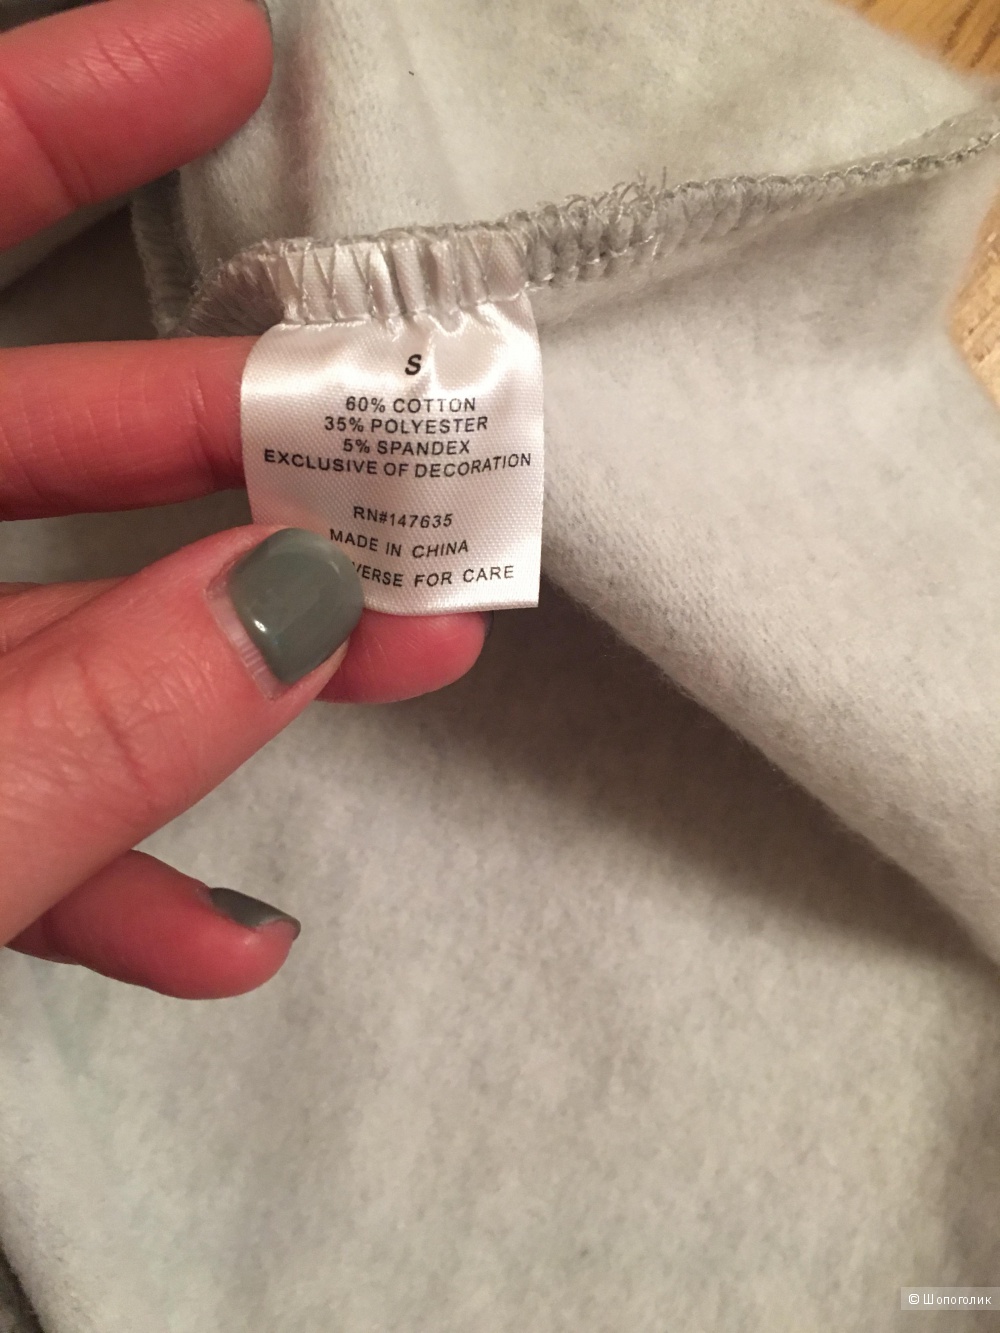 S
60% COTTON
35% POLYESTER
5% SPANDEX
EXCLUSIVE OF DECORATION
RN#147635
MADE IN CHINA
FOR CARE
© Шопоголик